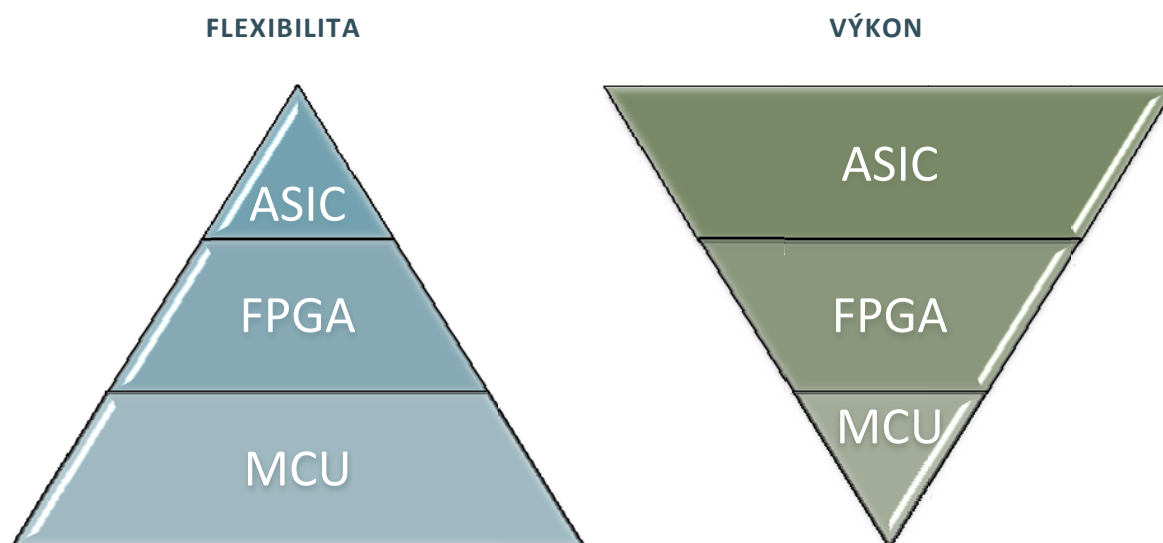 FLEXIBILITA
ASIC
FPGA
MCU
VÝKON
ASIC
FPGA
MCU